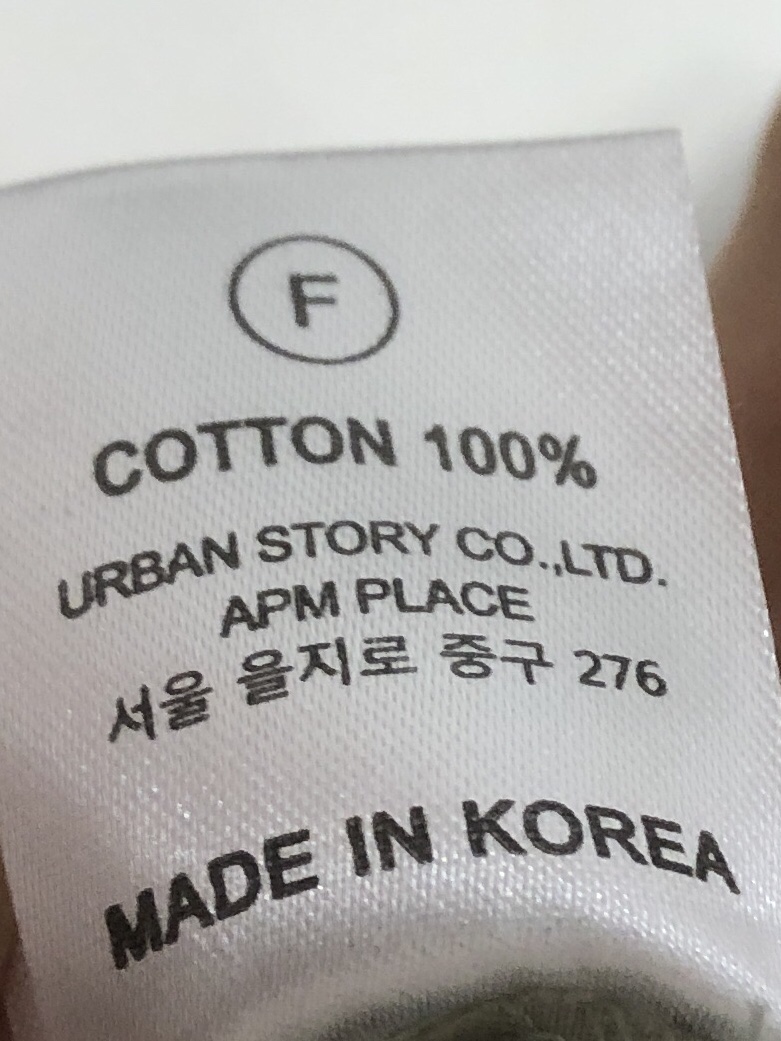 F
COTTON 100%
URBAN STORY CO.,LTD.
APM PLACE
서울 을지로 중구 276
MADE IN KOREA